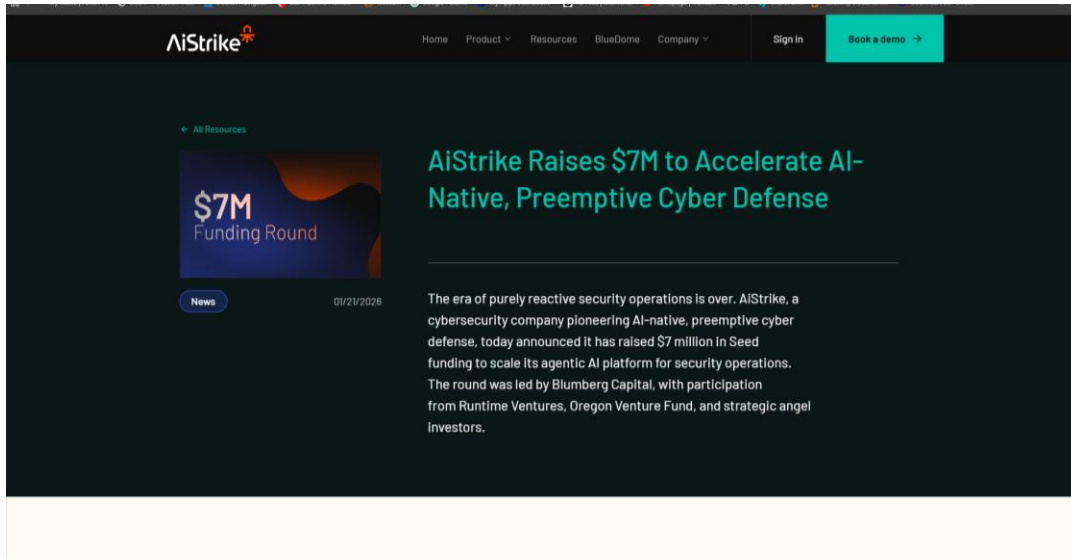 AiStrike
Home Product Resources BlueDome Company Sign in Book a demo →
← All Resources
$7M
Funding Round
News 01/21/2026
AiStrike Raises $7M to Accelerate AI-
Native, Preemptive Cyber Defense
The era of purely reactive security operations is over. AiStrike, a
cybersecurity company pioneering AI-native, preemptive cyber
defense, today announced it has raised $7 million in Seed
funding to scale its agentic AI platform for security operations.
The round was led by Blumberg Capital, with participation
from Runtime Ventures, Oregon Venture Fund, and strategic angel
investors.